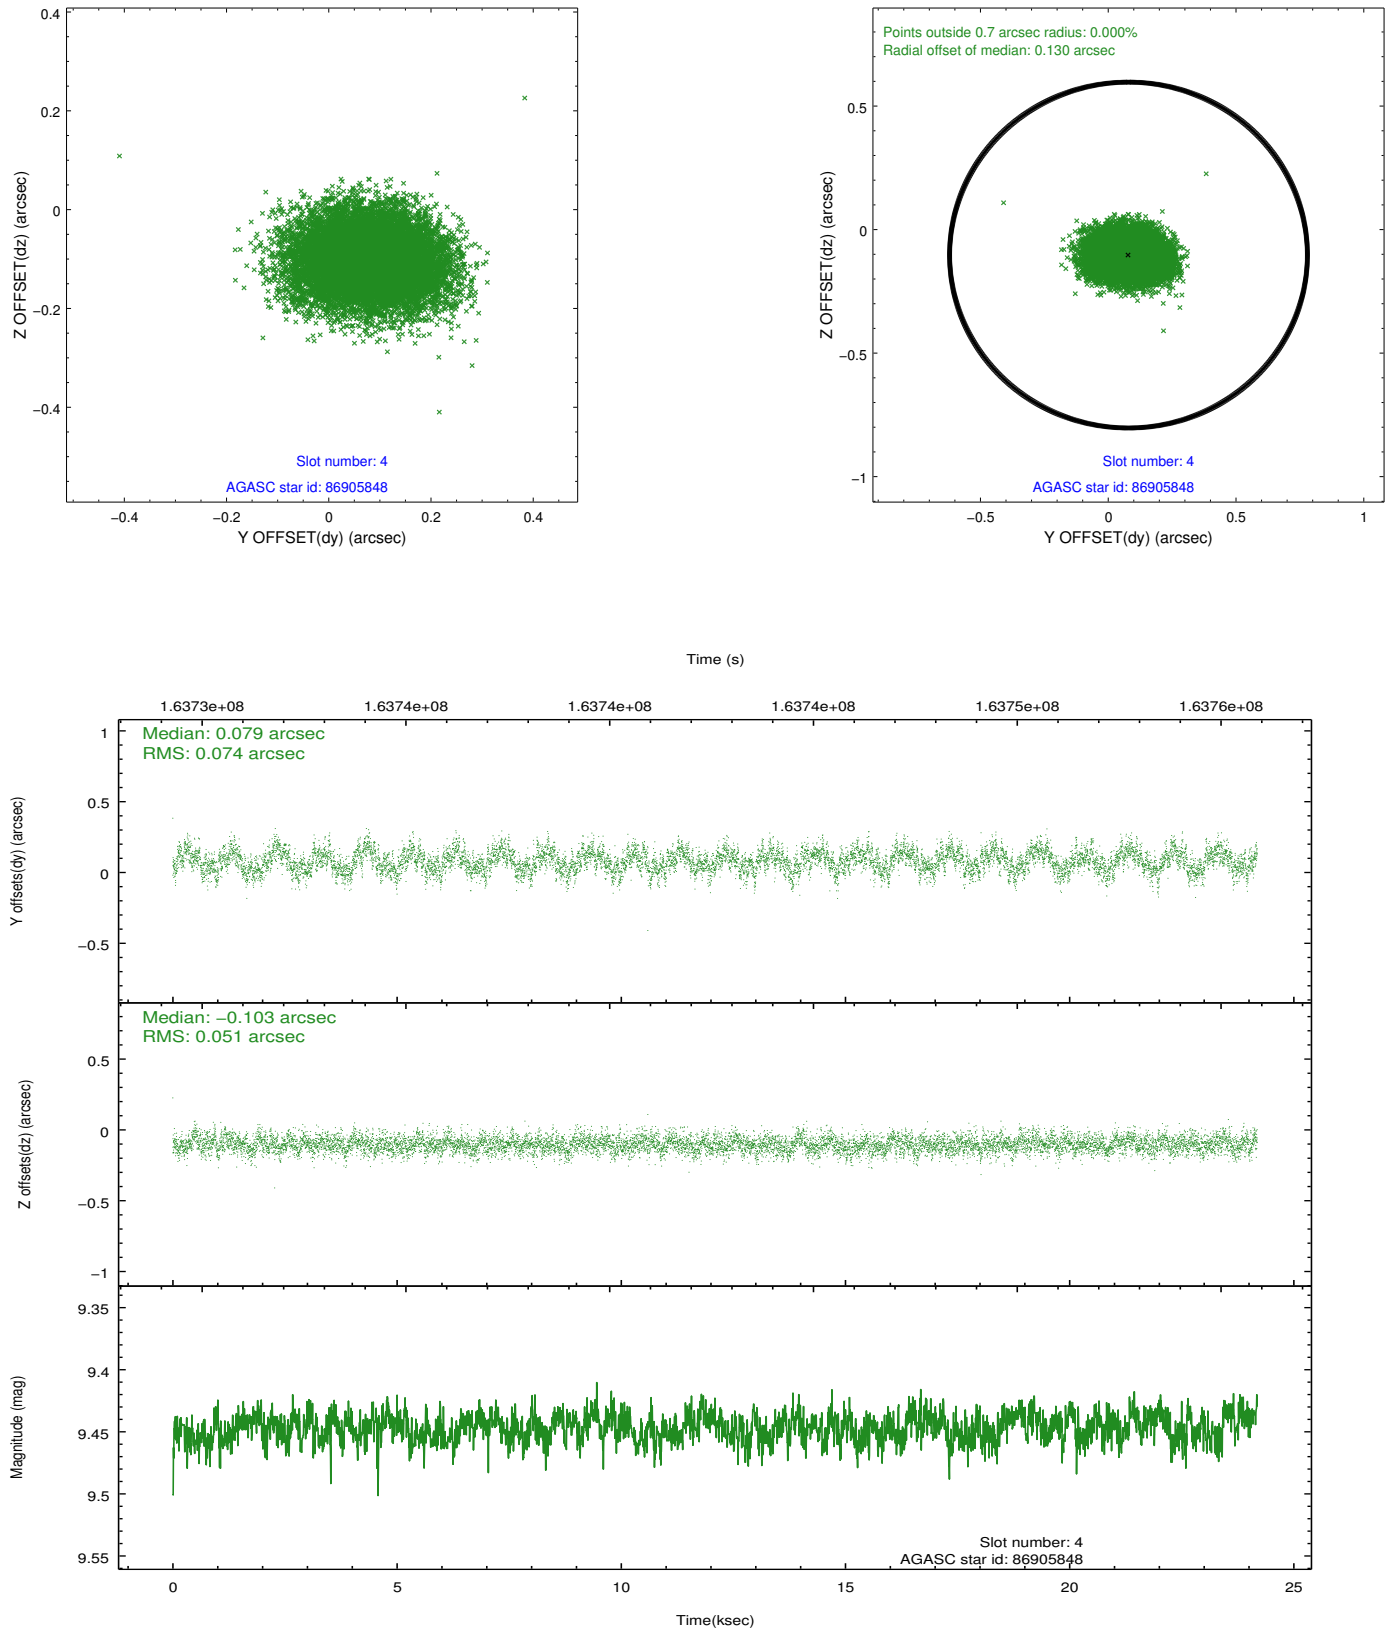 0.4
0.2
0
−0.2
−0.4
Z OFFSET(dz) (arcsec)
Slot number: 4
AGASC star id: 86905848
−0.4 −0.2 0 0.2 0.4
Y OFFSET(dy) (arcsec)
Points outside 0.7 arcsec radius: 0.000%
Radial offset of median: 0.130 arcsec
0.5
0
−0.5
−1
Z OFFSET(dz) (arcsec)
Slot number: 4
AGASC star id: 86905848
−0.5 0 0.5 1
Y OFFSET(dy) (arcsec)
Time (s)
1.6373e+08 1.6374e+08 1.6374e+08 1.6374e+08 1.6375e+08 1.6376e+08
Median: 0.079 arcsec
RMS: 0.074 arcsec
1
0.5
0
−0.5
Y offsets(dy) (arcsec)
Median: −0.103 arcsec
RMS: 0.051 arcsec
0.5
0
−0.5
−1
Z offsets(dz) (arcsec)
9.35
9.4
9.45
9.5
9.55
Magnitude (mag)
Slot number: 4
AGASC star id: 86905848
0 5 10 15 20 25
Time(ksec)